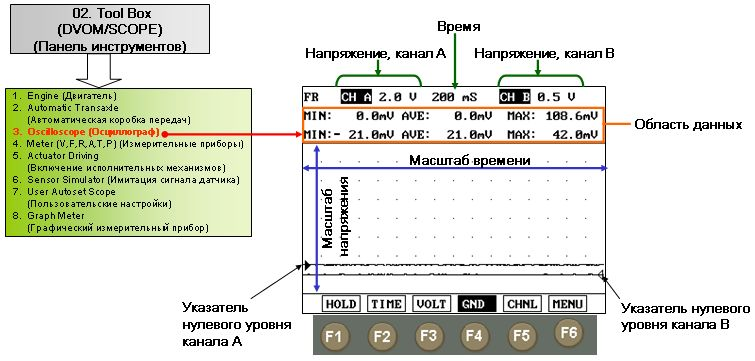 02. Tool Box
(DVOM/SCOPE)
(Панель инструментов)
1. Engine (Двигатель)
2. Automatic Transaxle
(Автоматическая коробка передач)
3. Oscilloscope (Осциллограф)
4. Meter (V,F,R,A,T,P) (Измерительные приборы)
5. Actuator Driving
(Включение исполнительных механизмов)
6. Sensor Simulator (Имитация сигнала датчика)
7. User Autoset Scope
(Пользовательские настройки)
8. Graph Meter
(Графический измерительный прибор)
Время
Напряжение, канал А
Напряжение, канал В
FR CH A 2.0 V 200 mS CH B 0.5 V
MIN: 0.0mV AVE: 0.0mV MAX: 108.6mV
MIN:- 21.0mV AVE: 21.0mV MAX: 42.0mV
Область данных
Масштаб времени
Масштаб
напряжения
Указатель
нулевого уровня
канала А
Указатель нулевого
уровня канала В
HOLD TIME VOLT GND CHNL MENU
F1 F2 F3 F4 F5 F6